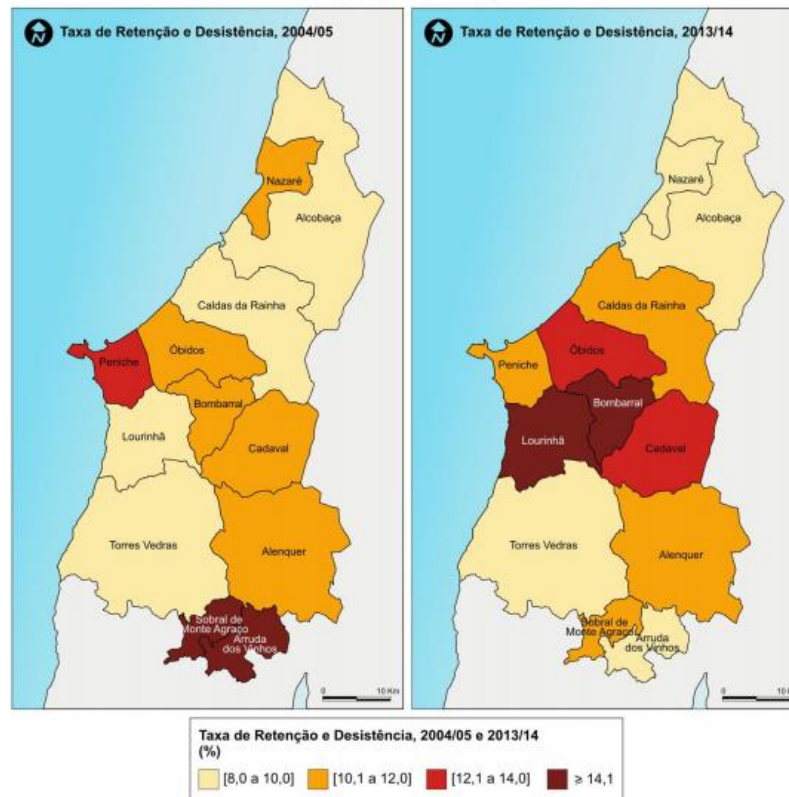 N Taxa de Retenção e Desistência, 2004/05
Nazaré
Alcobaça
Caldas da Rainha
Peniche
Óbidos
Bombarral
Lourinhã
Cadaval
Torres Vedras
Alenquer
Sobral de
Monte Agraço
Arruda
dos Vinhos
0 10 Km
N Taxa de Retenção e Desistência, 2013/14
Nazaré
Alcobaça
Caldas da Rainha
Peniche
Óbidos
Bombarral
Lourinhã
Cadaval
Torres Vedras
Alenquer
Sobral de
Monte Agraço
Arruda
dos Vinhos
0 10 Km
Taxa de Retenção e Desistência, 2004/05 e 2013/14
(%)
[8,0 a 10,0] [10,1 a 12,0] [12,1 a 14,0] ≥ 14,1